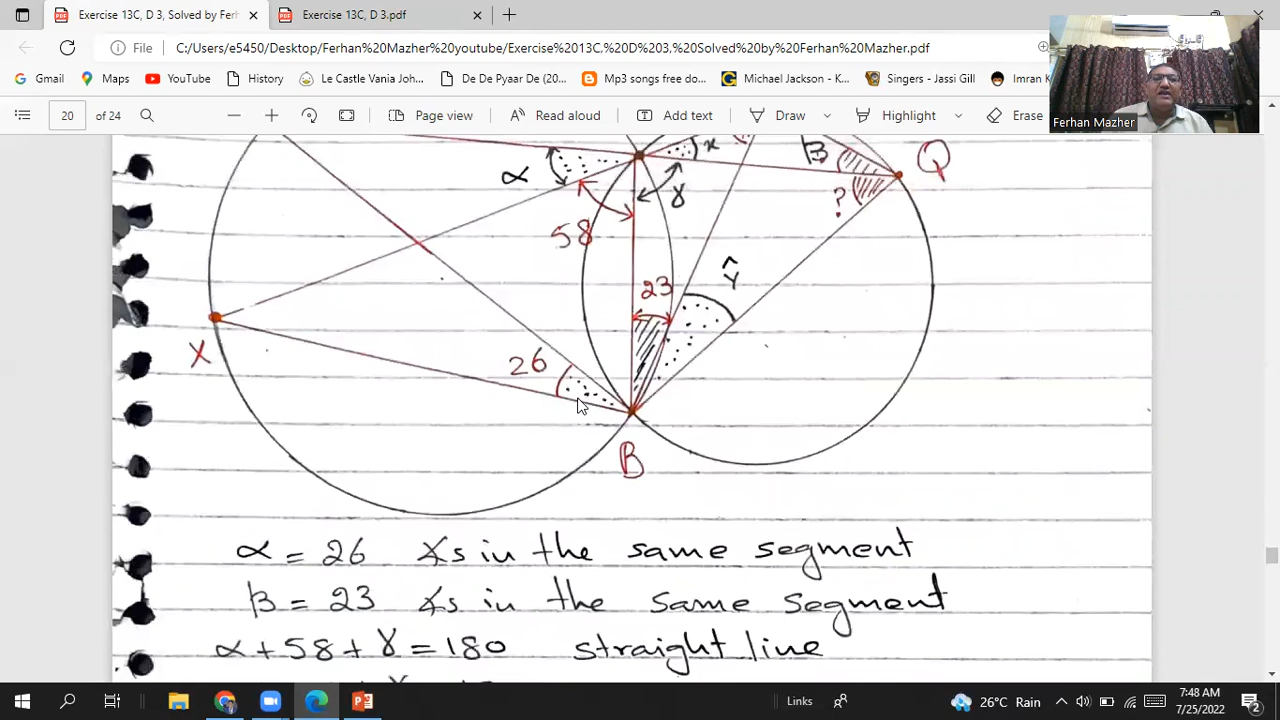 Exercise 13C, D 3. Solved by Fer
Exercise 13C, D 3.pdf
File
C:/Users/e5450/Desktop/Ferhan%20Mazher/youtube/Exercise%2013C,%20D%203.%20Solved%20by%20Ferhan%20Mazher.pdf
Gmail
Maps
YouTube
History
Le Castle Vania Joh...
De De Pyaar De (20...
Mp3 songs free do...
Michael Jackson - K...
Singers - Jassi Gill
Imran K
Ferhan Mazher
20 of 24
Page view
Read aloud
Add text
Draw
Highlight
Erase
α
x
β
Q
γ
?
58
23
ŷ
X
26
B
α = 26 ∡s in the same segment
β = 23 ∡s in the same segment
α + 58 + γ = 180 straight line
Links
26°C Rain
7:48 AM
7/25/2022
2